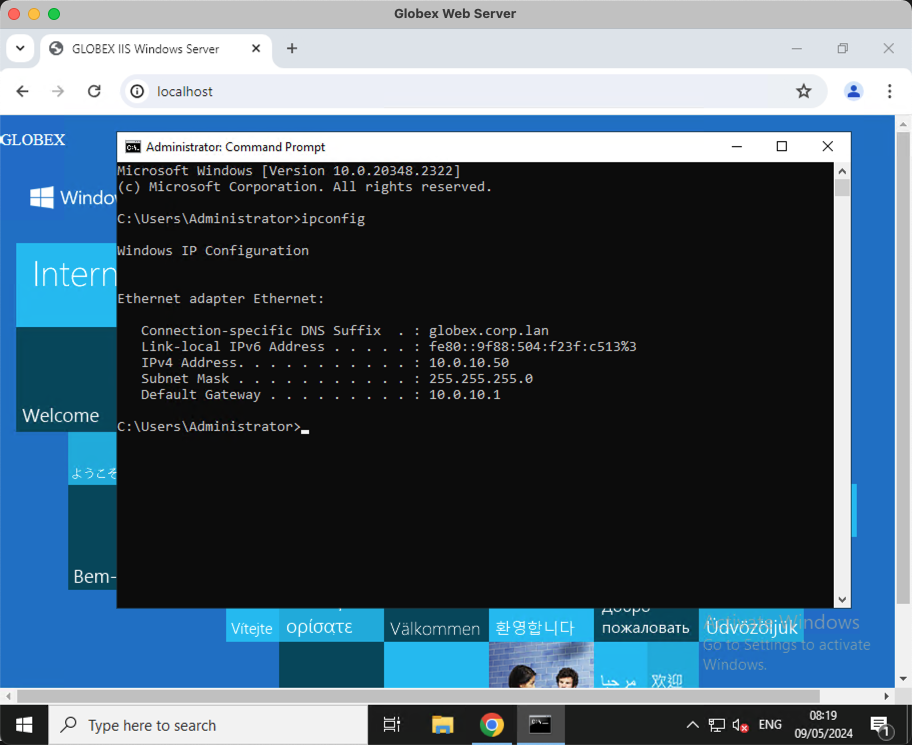 Globex Web Server
GLOBEX IIS Windows Server
localhost
GLOBEX
Administrator: Command Prompt
Microsoft Windows [Version 10.0.20348.2322]
(c) Microsoft Corporation. All rights reserved.
Windo
C:\Users\Administrator>ipconfig
Windows IP Configuration
Intern
Ethernet adapter Ethernet:
Connection-specific DNS Suffix . : globex.corp.lan
Link-local IPv6 Address . . . . . : fe80::9f88:504:f23f:c513%3
IPv4 Address. . . . . . . . . . . : 10.0.10.50
Subnet Mask . . . . . . . . . . . : 255.255.255.0
Default Gateway . . . . . . . . . : 10.0.10.1
Welcome
C:\Users\Administrator>
ようこそ
Bem-
Vítejte
ορίσατε
Välkommen
환영합니다
Добро
пожаловать
Üdvözöljük
Activate Windows
Go to Settings to activate
Windows.
مرحبا
欢迎
Type here to search
ENG
08:19
09/05/2024
1